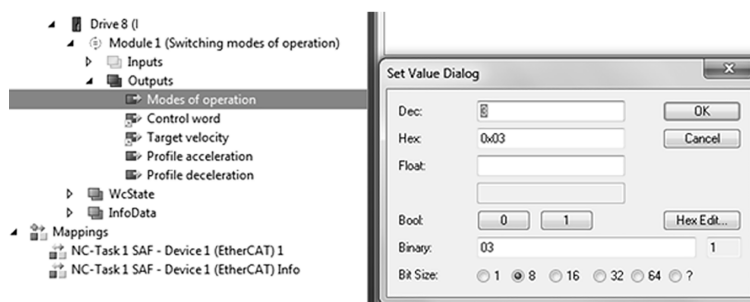 Drive 8 (I
Module 1 (Switching modes of operation)
Inputs
Outputs
Modes of operation
Control word
Target velocity
Profile acceleration
Profile deceleration
WcState
InfoData
Mappings
NC-Task 1 SAF - Device 1 (EtherCAT) 1
NC-Task 1 SAF - Device 1 (EtherCAT) Info
Set Value Dialog
Dec: 3 OK
Hex: 0x03 Cancel
Float:
Bool: 0 1 Hex Edit...
Binary: 03 1
Bit Size: 1 8 16 32 64 ?